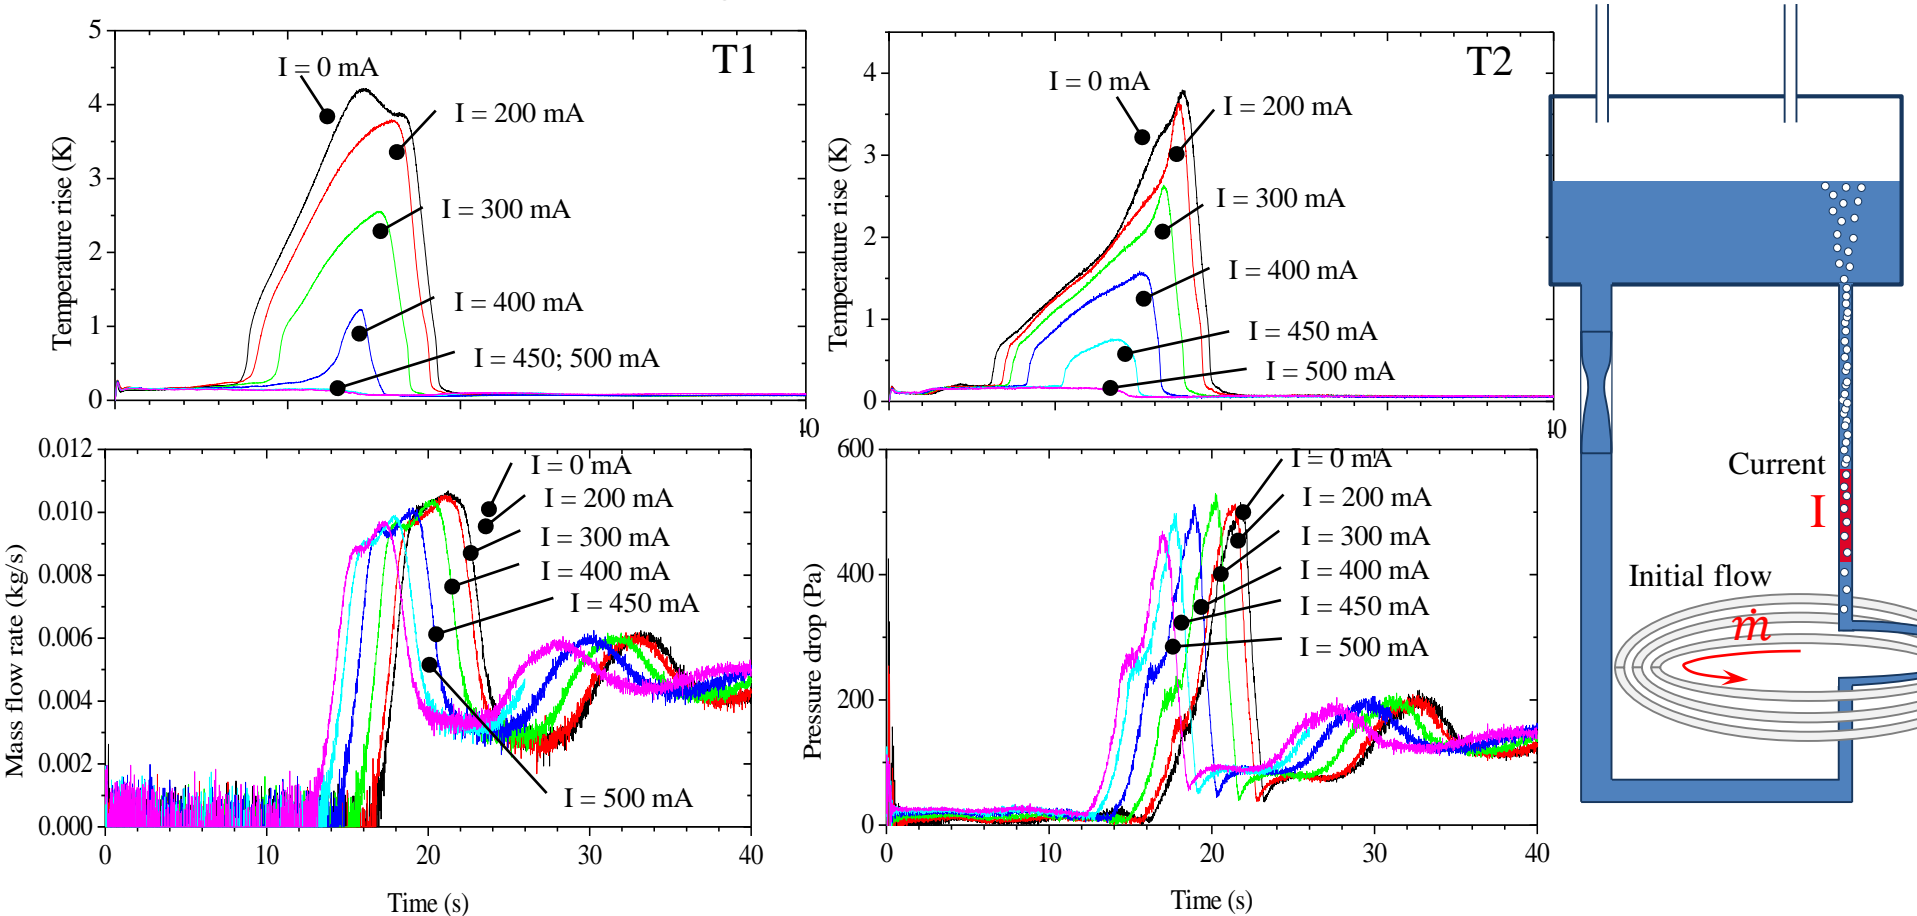 T1
5
4
3
2
1
0
Temperature rise (K)
I = 0 mA
I = 200 mA
I = 300 mA
I = 400 mA
I = 450; 500 mA
40
T2
4
3
2
1
0
Temperature rise (K)
I = 0 mA
I = 200 mA
I = 300 mA
I = 400 mA
I = 450 mA
I = 500 mA
0.012
0.010
0.008
0.006
0.004
0.002
0.000
Mass flow rate (kg/s)
I = 0 mA
I = 200 mA
I = 300 mA
I = 400 mA
I = 450 mA
I = 500 mA
0 10 20 30 40
Time (s)
600
400
200
0
Pressure drop (Pa)
I = 0 mA
I = 200 mA
I = 300 mA
I = 400 mA
I = 450 mA
I = 500 mA
0 10 20 30 40
Time (s)
Current
I
Initial flow
ṁ